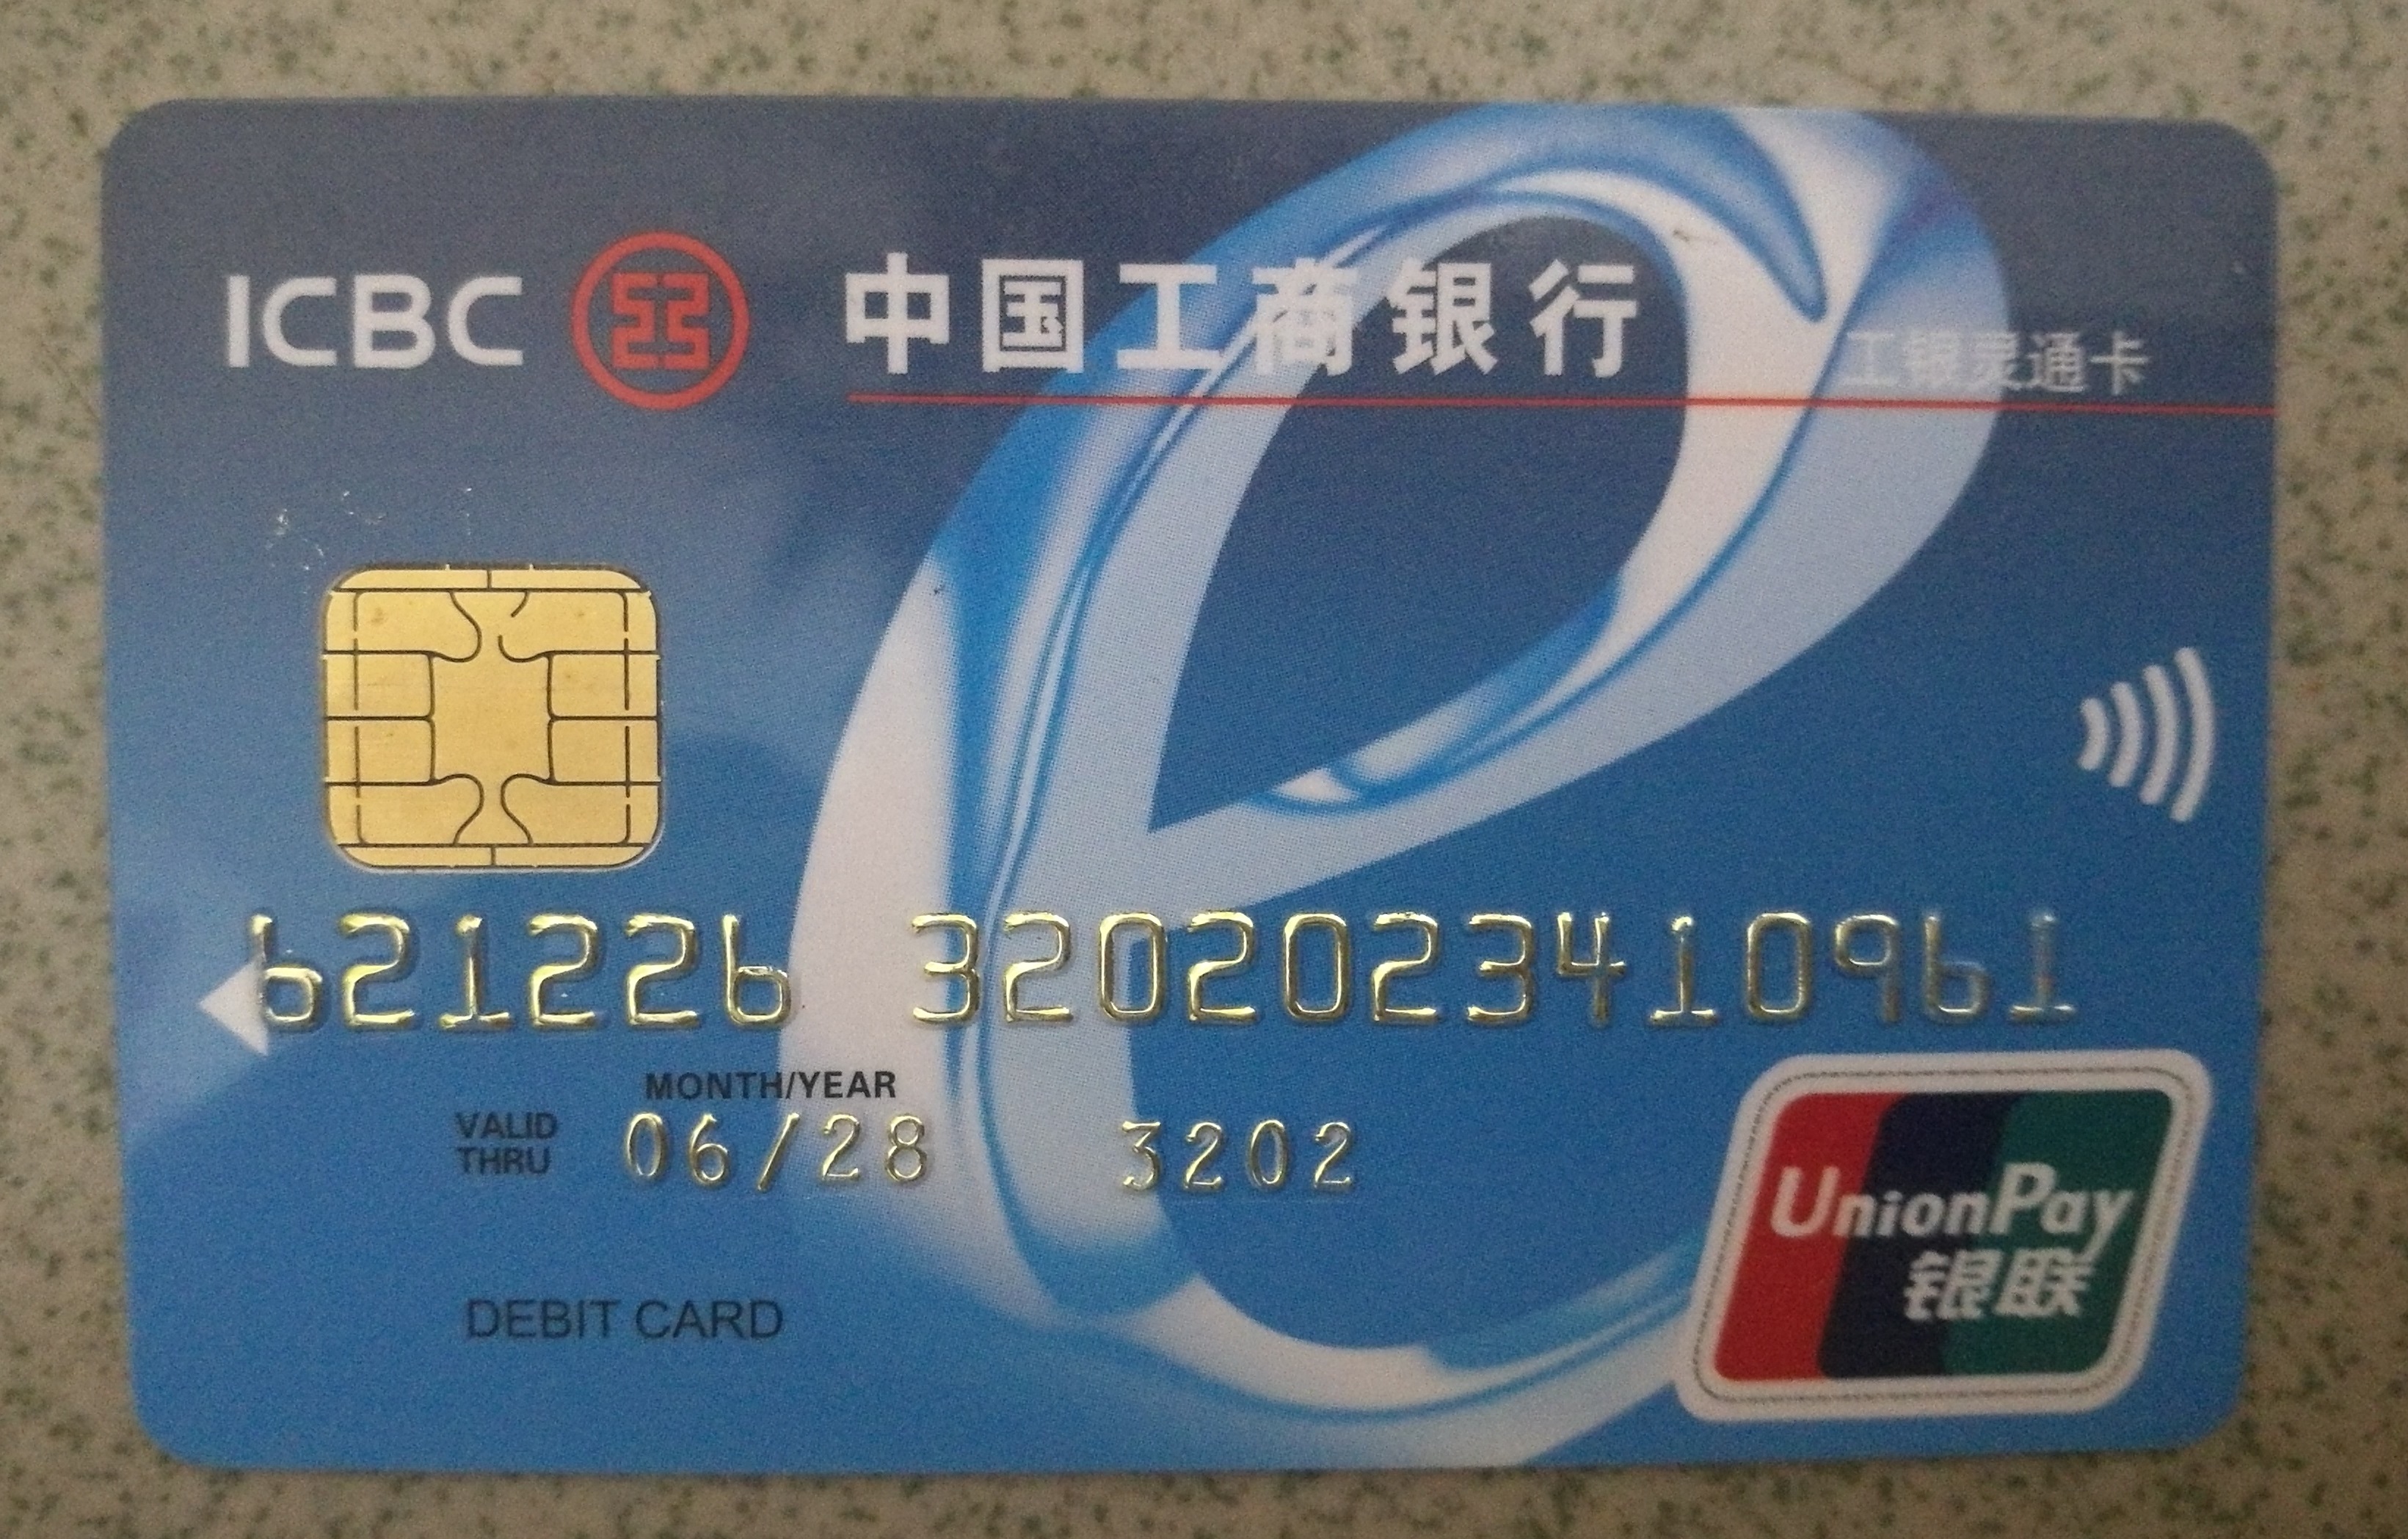 ICBC 中国工商银行
工银灵通卡
621226 3202023410961
MONTH/YEAR
VALID THRU 06/28 3202
DEBIT CARD
UnionPay
银联